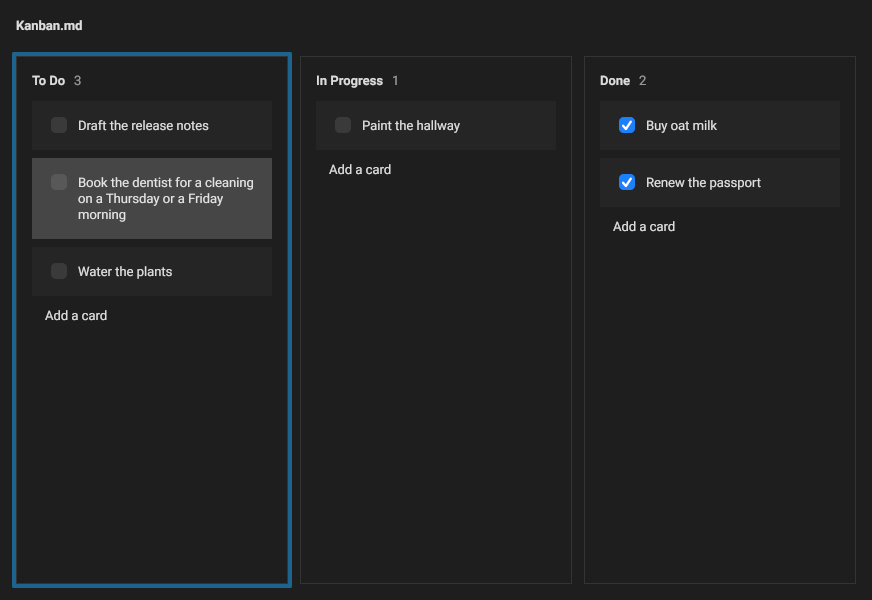 Kanban.md
To Do 3
Draft the release notes
Book the dentist for a cleaning
on a Thursday or a Friday
morning
Water the plants
Add a card
In Progress 1
Paint the hallway
Add a card
Done 2
Buy oat milk
Renew the passport
Add a card